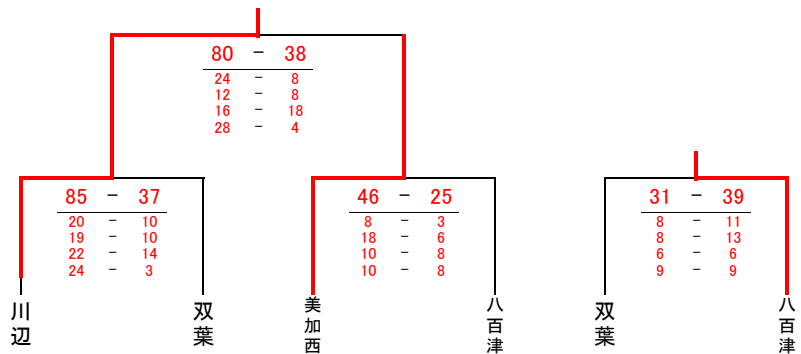 80 － 38
24 － 8
12 － 8
16 － 18
28 － 4
85 － 37
20 － 10
19 － 10
22 － 14
24 － 3
46 － 25
8 － 3
18 － 6
10 － 8
10 － 8
31 － 39
8 － 11
8 － 13
6 － 6
9 － 9
川辺
双葉
美加西
八百津
双葉
八百津